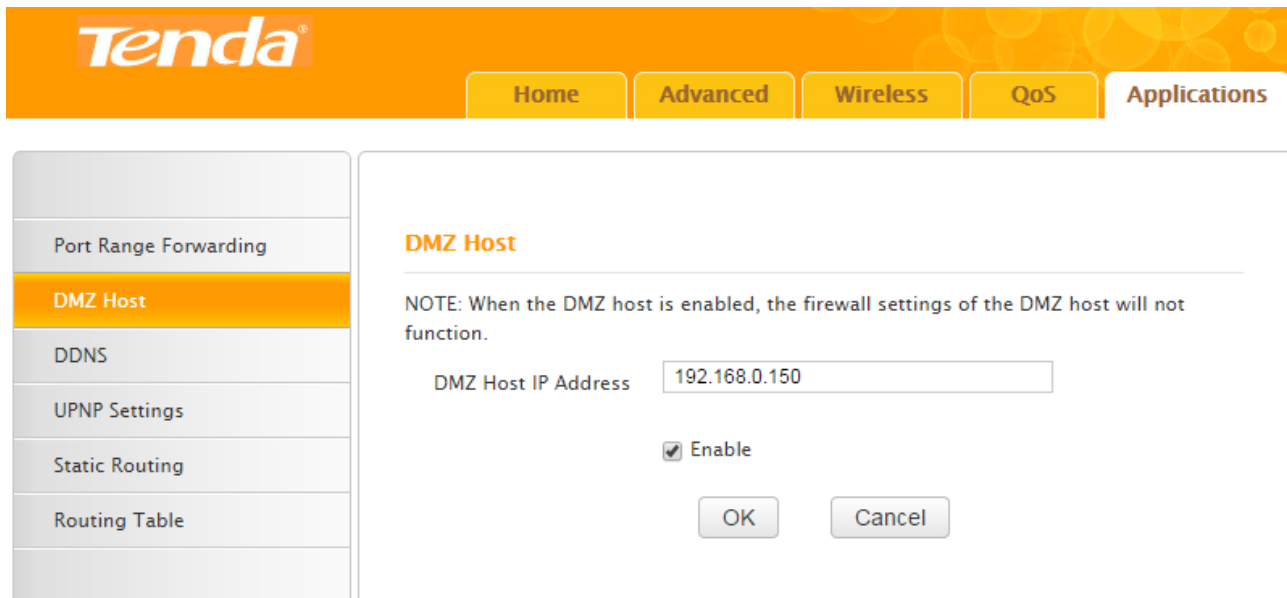 Tenda®
Home Advanced Wireless QoS Applications
Port Range Forwarding
DMZ Host
DDNS
UPNP Settings
Static Routing
Routing Table
DMZ Host
NOTE: When the DMZ host is enabled, the firewall settings of the DMZ host will not
function.
DMZ Host IP Address 192.168.0.150
Enable
OK Cancel